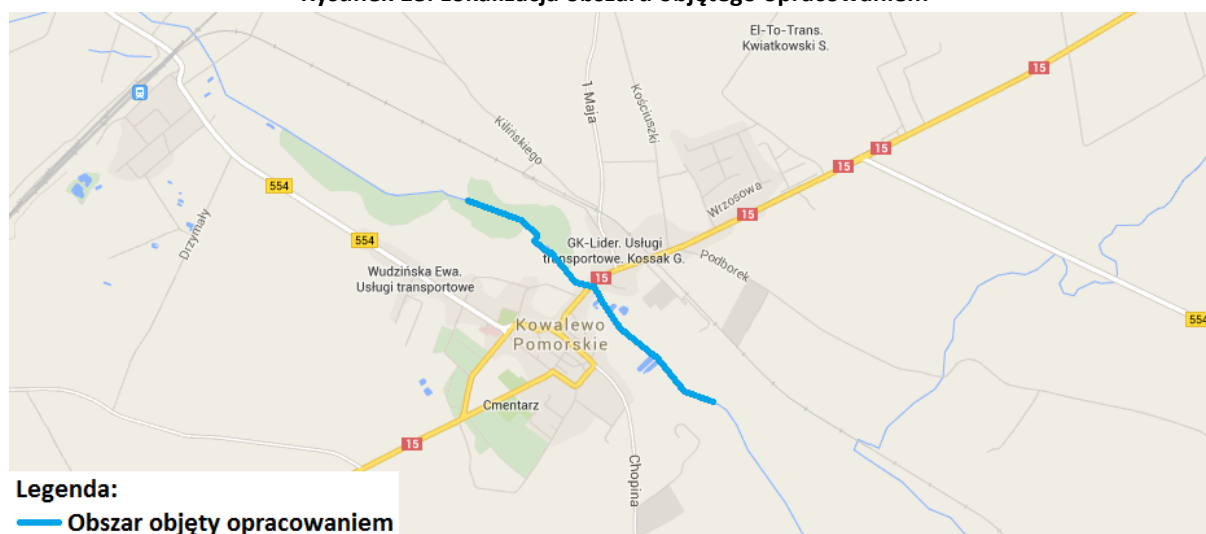 El-To-Trans.
Kwiatkowski S.
15
1 Maja
Kościuszki
Kilińskiego
15
15
554
Wrzosowa
15
Drzymały
554
GK-Lider. Usługi
transportowe. Kossak G.
Podborek
Wudzińska Ewa.
Usługi transportowe
15
554
Kowalewo
Pomorskie
Cmentarz
15
Chopina
Legenda:
Obszar objęty opracowaniem